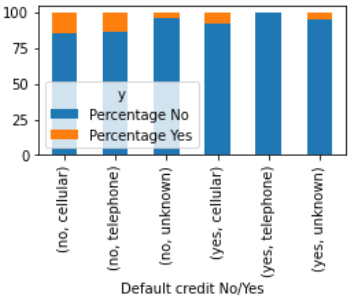 100
75
50
25
0
y
Percentage No
Percentage Yes
(no, cellular)
(no, telephone)
(no, unknown)
(yes, cellular)
(yes, telephone)
(yes, unknown)
Default credit No/Yes